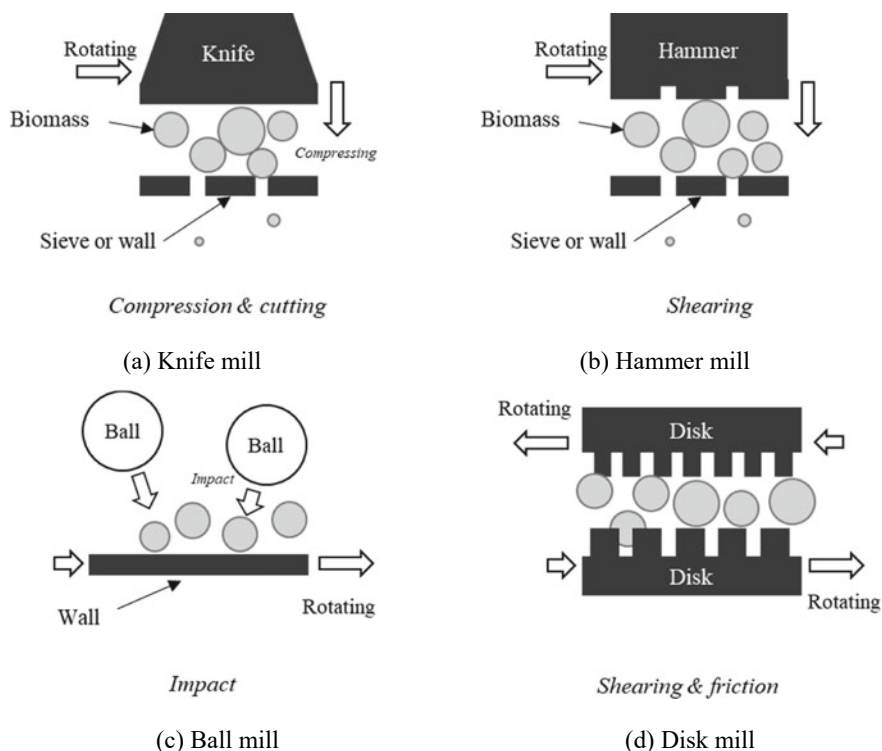 Rotating
Knife
Biomass
Compressing
Sieve or wall
Compression & cutting
(a) Knife mill
Rotating
Hammer
Biomass
Sieve or wall
Shearing
(b) Hammer mill
Ball
Ball
Impact
Wall
Rotating
Impact
(c) Ball mill
Rotating
Disk
Disk
Rotating
Shearing & friction
(d) Disk mill